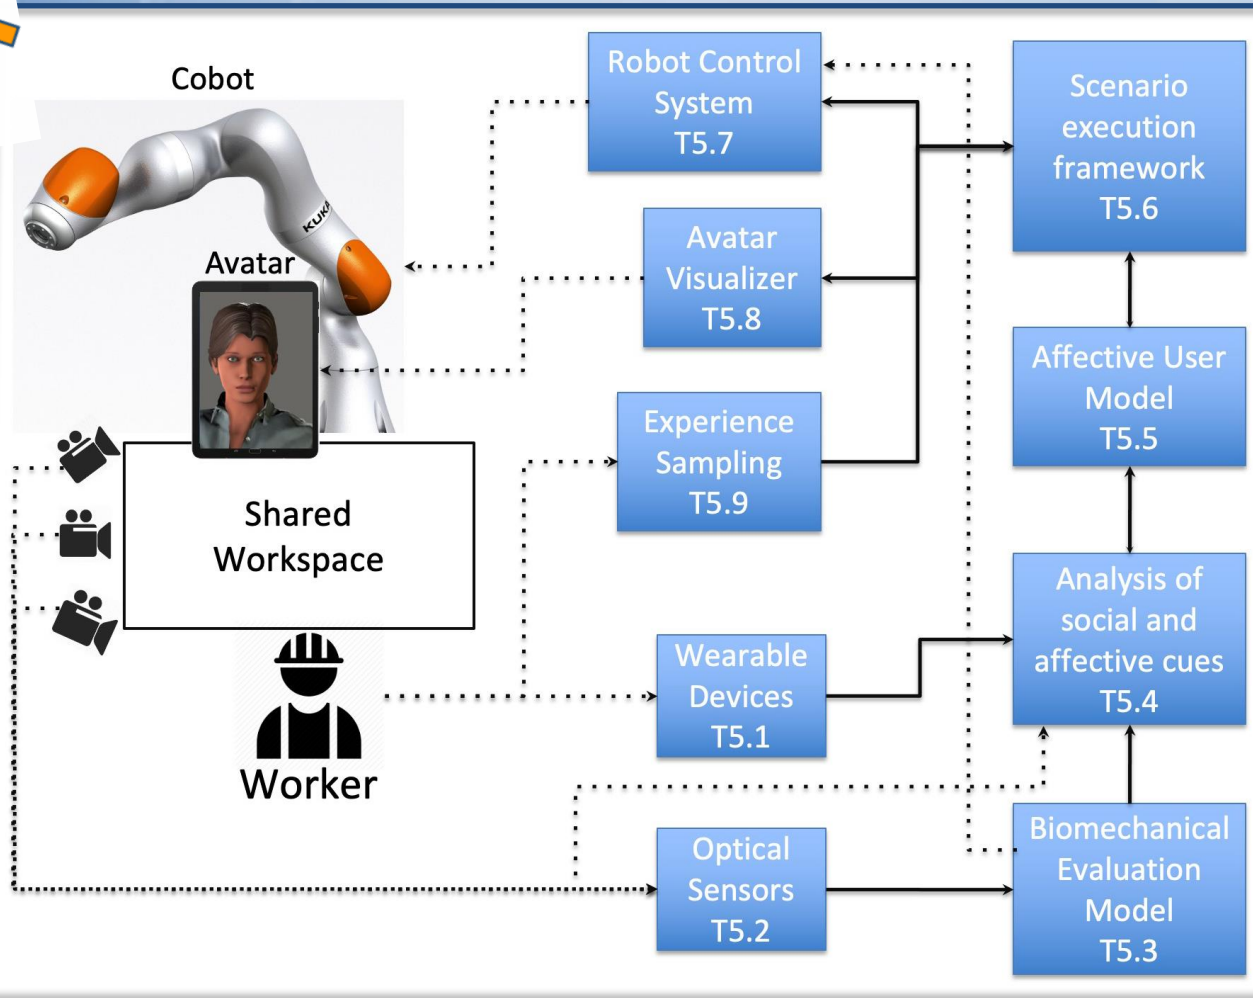 Cobot
KUKA
Avatar
Shared
Workspace
Worker
Robot Control
System
T5.7
Avatar
Visualizer
T5.8
Experience
Sampling
T5.9
Wearable
Devices
T5.1
Optical
Sensors
T5.2
Scenario
execution
framework
T5.6
Affective User
Model
T5.5
Analysis of
social and
affective cues
T5.4
Biomechanical
Evaluation
Model
T5.3